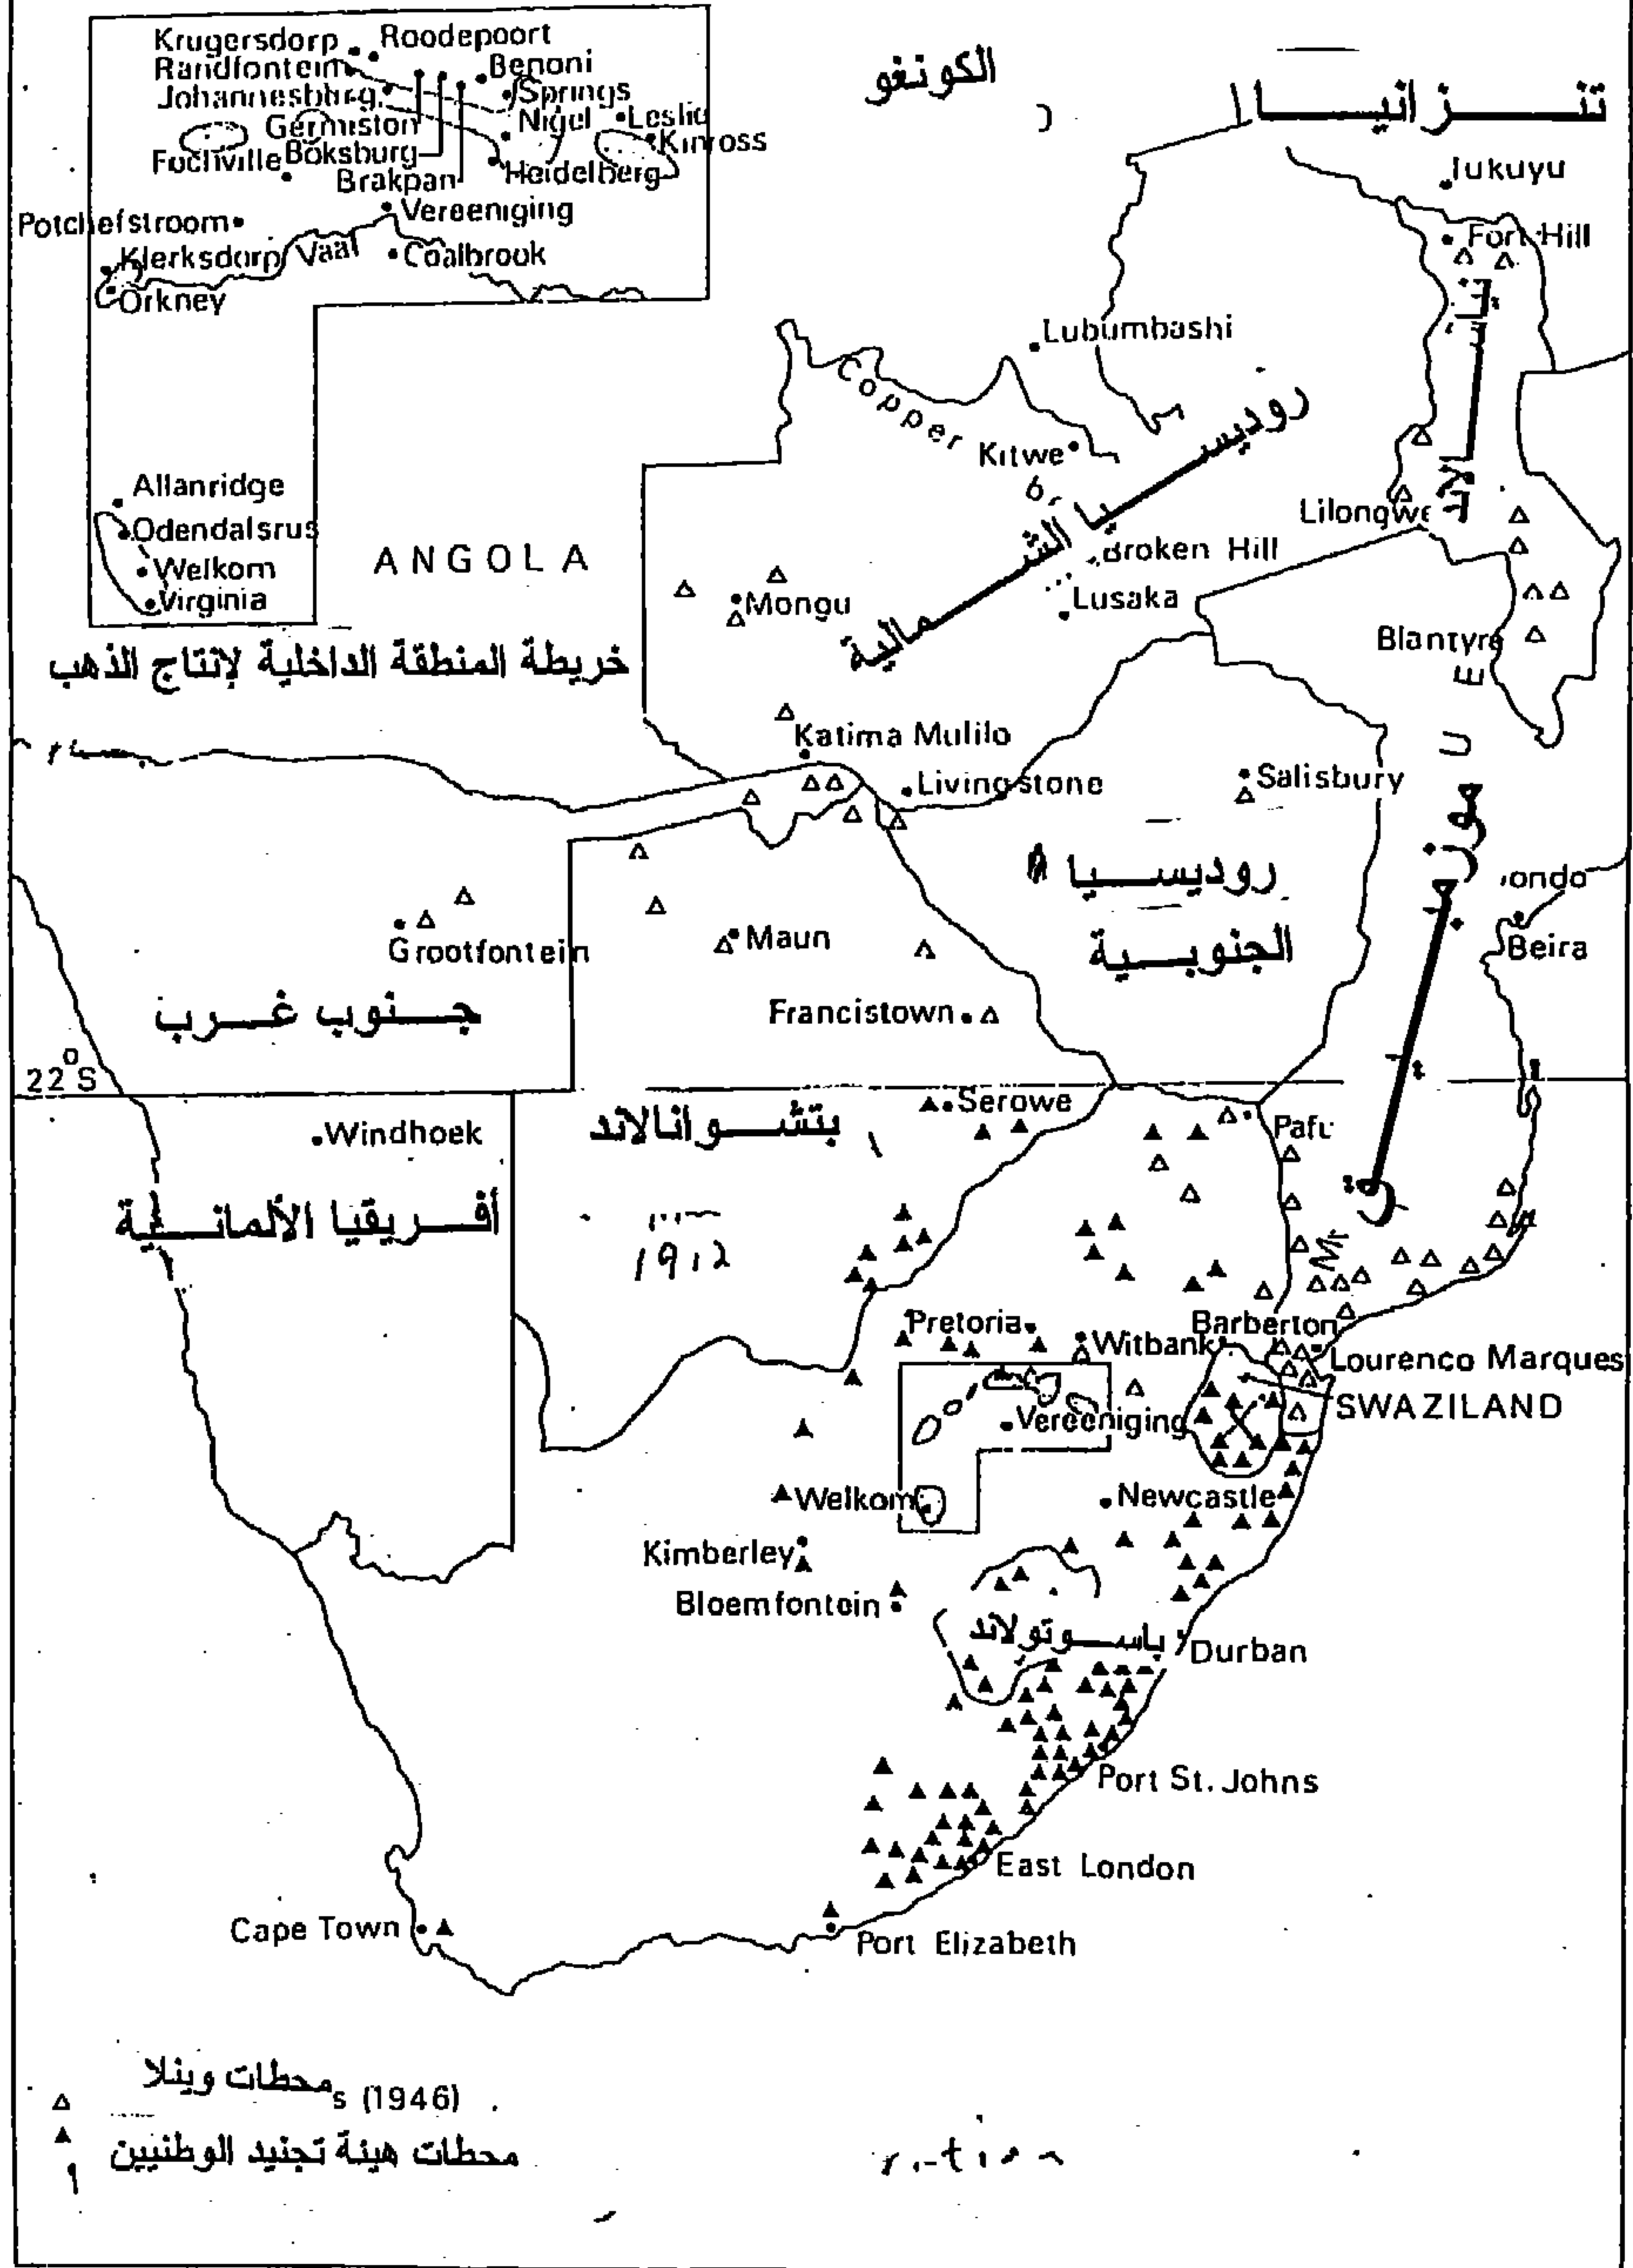 Krugersdorp
Roodepoort
Randfontein
Benoni
Johannesburg
Springs
Germiston
Nigel
Leslie
Kinross
Fochville
Boksburg
Brakpan
Heidelberg
Potchefstroom
Vereeniging
Klerksdorp
Vaal
Coalbrook
Orkney
Allanridge
Odendalsrus
Welkom
Virginia
خريطة المنطقة الداخلية لإنتاج الذهب
الكونغو
تنزانيا
Tukuyu
Fort Hill
Lubumbashi
Copper
Kitwe
روديسيا الشمالية
Lilongwe
ANGOLA
Broken Hill
Mongu
Lusaka
Blantyre
Katima Mulilo
Livingstone
Salisbury
روديسيا
الجنوبية
موزمبيق
ondo
Beira
Grootfontein
Maun
Francistown
جنوب غرب
22°S
Serowe
بتشوانالاند
Pafu
Windhoek
أفريقيا الألمانية
1912
Pretoria
Witbank
Barberton
Lourenco Marques
SWAZILAND
Vereeniging
Welkom
Newcastle
Kimberley
Bloemfontein
باسوتولاند
Durban
Port St. Johns
East London
Cape Town
Port Elizabeth
محطات وينلا s (1946)
محطات هيئة تجنيد الوطنيين